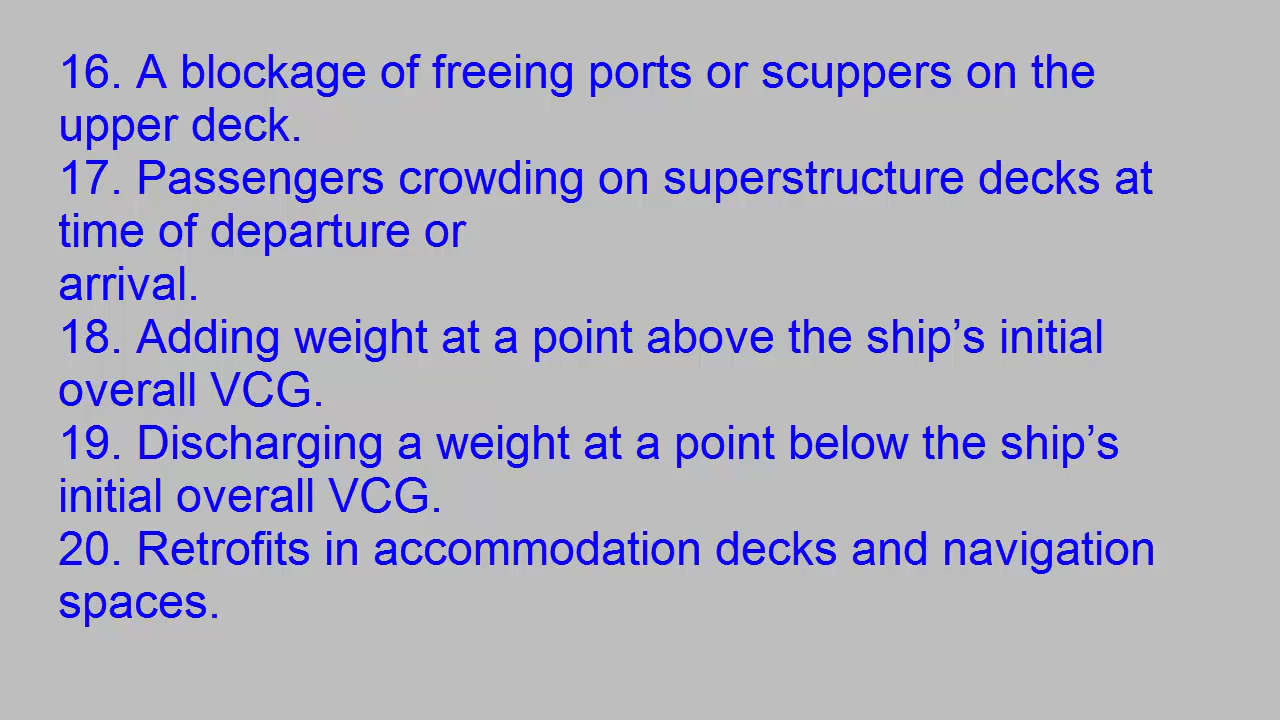 16. A blockage of freeing ports or scuppers on the
upper deck.
17. Passengers crowding on superstructure decks at
time of departure or
arrival.
18. Adding weight at a point above the ship’s initial
overall VCG.
19. Discharging a weight at a point below the ship’s
initial overall VCG.
20. Retrofits in accommodation decks and navigation
spaces.